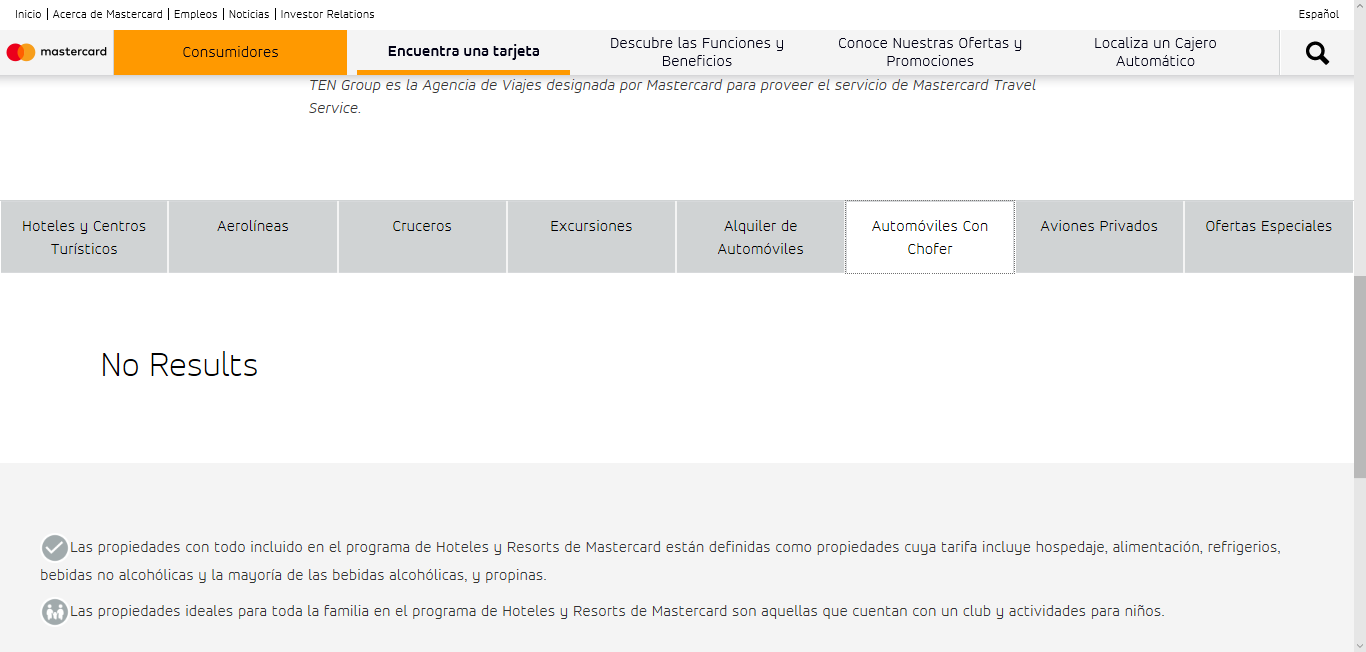 Inicio | Acerca de Mastercard | Empleos | Noticias | Investor Relations
Español
mastercard
Consumidores
Encuentra una tarjeta
Descubre las Funciones y
Beneficios
Conoce Nuestras Ofertas y
Promociones
Localiza un Cajero
Automático
TEN Group es la Agencia de Viajes designada por Mastercard para proveer el servicio de Mastercard Travel
Service.
Hoteles y Centros
Turísticos
Aerolíneas
Cruceros
Excursiones
Alquiler de
Automóviles
Automóviles Con
Chofer
Aviones Privados
Ofertas Especiales
No Results
Las propiedades con todo incluido en el programa de Hoteles y Resorts de Mastercard están definidas como propiedades cuya tarifa incluye hospedaje, alimentación, refrigerios,
bebidas no alcohólicas y la mayoría de las bebidas alcohólicas, y propinas.
Las propiedades ideales para toda la familia en el programa de Hoteles y Resorts de Mastercard son aquellas que cuentan con un club y actividades para niños.